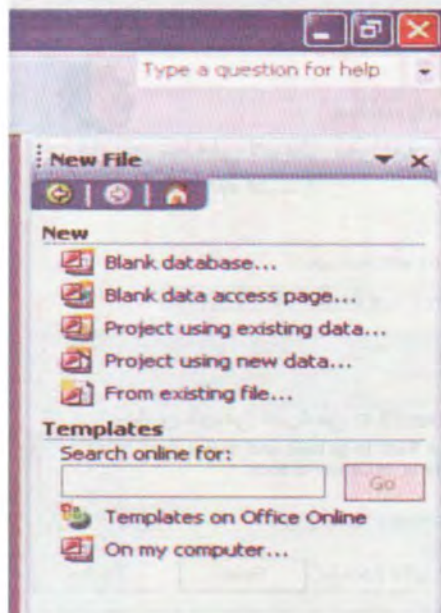 Type a question for help
New File
New
Blank database...
Blank data access page...
Project using existing data...
Project using new data...
From existing file...
Templates
Search online for:
Go
Templates on Office Online
On my computer...